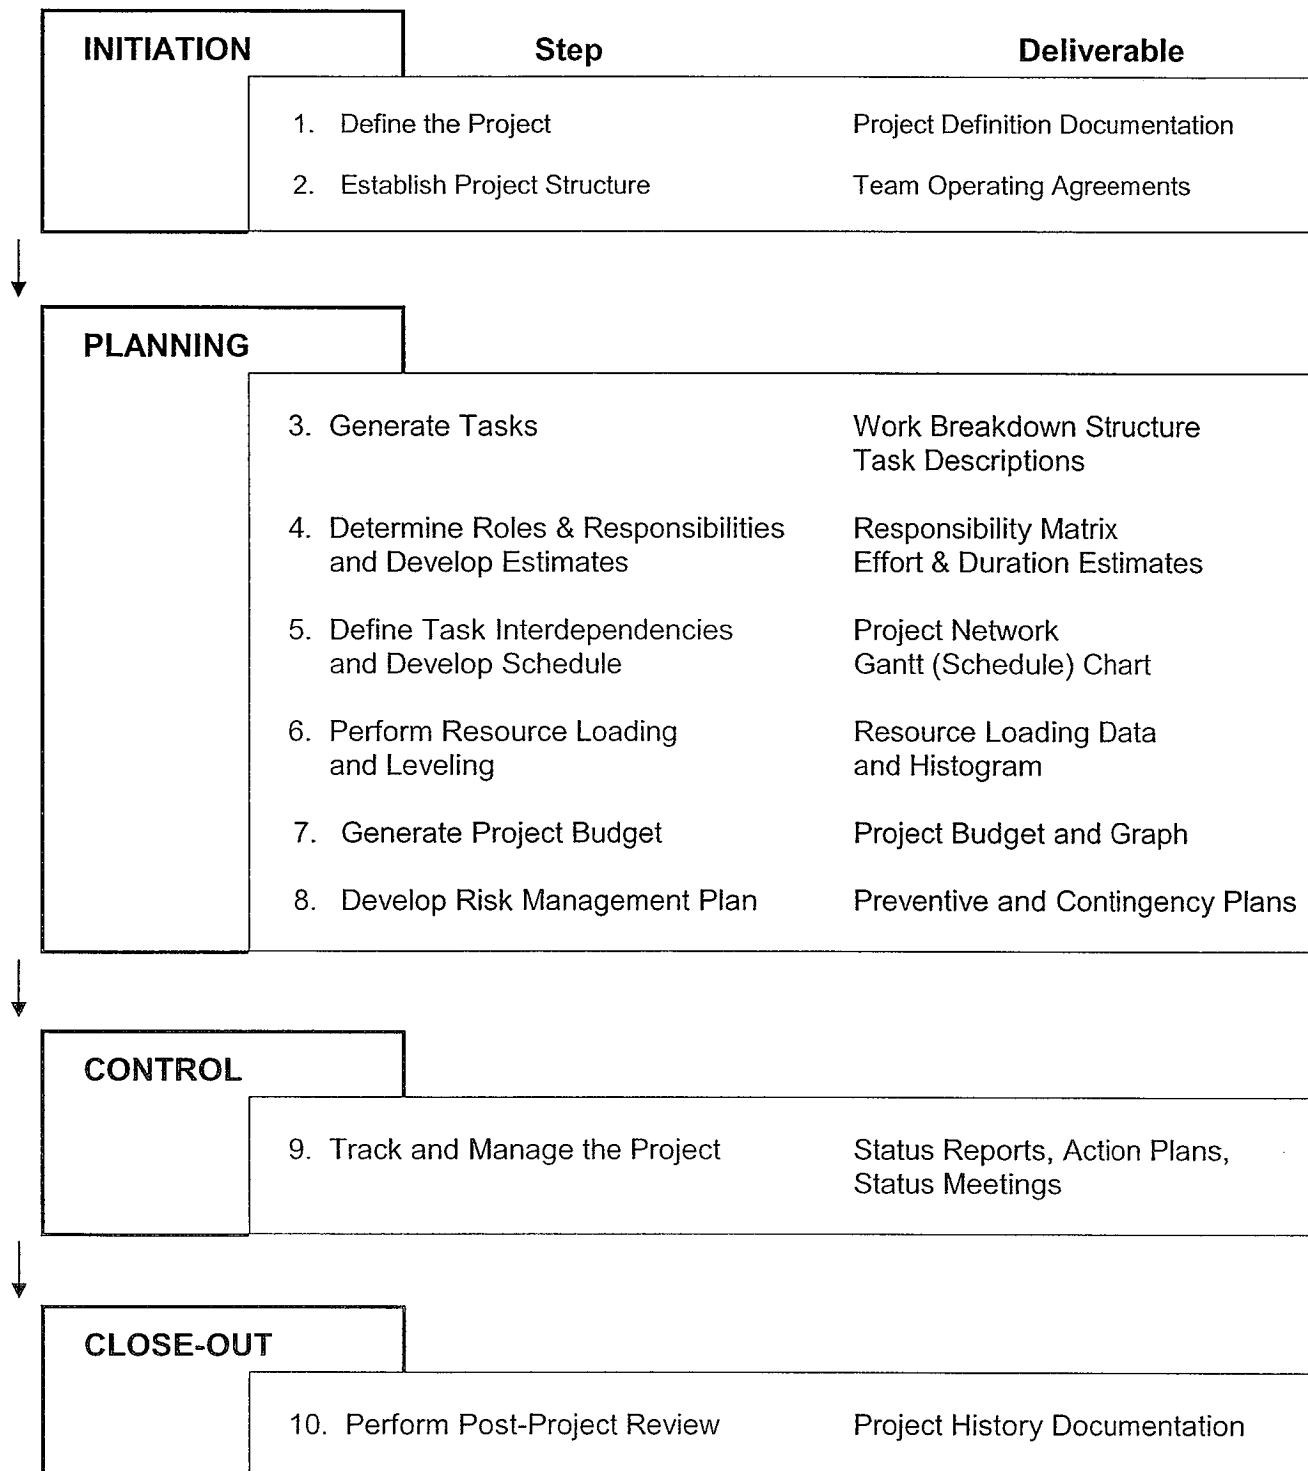 INITIATION Step Deliverable
1. Define the Project Project Definition Documentation
2. Establish Project Structure Team Operating Agreements
PLANNING
3. Generate Tasks Work Breakdown Structure
Task Descriptions
4. Determine Roles & Responsibilities Responsibility Matrix
and Develop Estimates Effort & Duration Estimates
5. Define Task Interdependencies Project Network
and Develop Schedule Gantt (Schedule) Chart
6. Perform Resource Loading Resource Loading Data
and Leveling and Histogram
7. Generate Project Budget Project Budget and Graph
8. Develop Risk Management Plan Preventive and Contingency Plans
CONTROL
9. Track and Manage the Project Status Reports, Action Plans,
Status Meetings
CLOSE-OUT
10. Perform Post-Project Review Project History Documentation